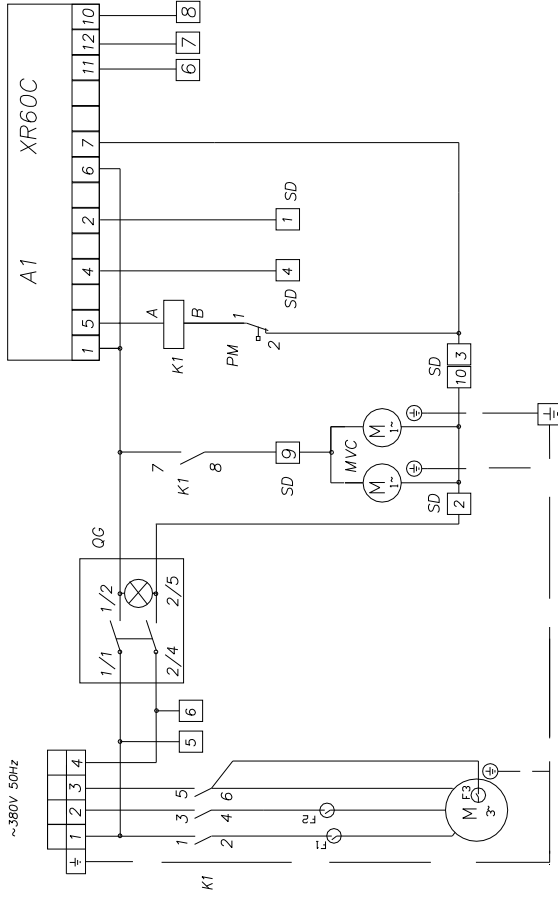 ~380V 50Hz
A1 XR60C
1 2 3 4
1 5 4 2 6 7 11 12 10
QG
1/1 1/2
2/4 2/5
5 6
6 7 8
A
K1
B
7
K1
8
1 3 5
K1
2 4 6
PM
1
2
SD
9
SD
4
1
SD
F1 F2
MVC
M
1~
M
1~
SD
2
SD
10 3
M
F3
3~